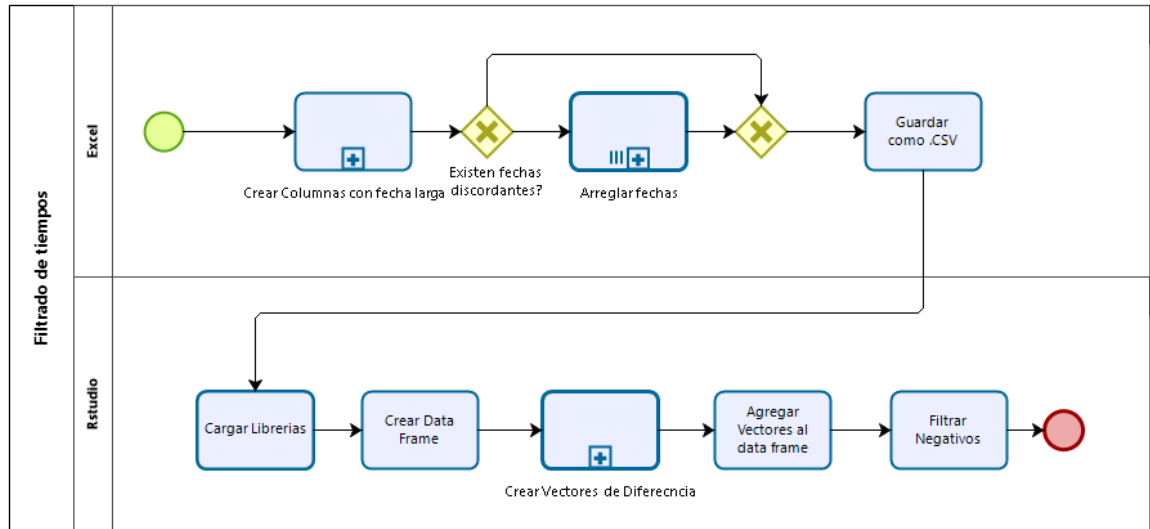 Filtrado de tiempos
Excel
Crear Columnas con fecha larga
Existen fechas
discordantes?
Arreglar fechas
Guardar
como .CSV
Rstudio
Cargar Librerias
Crear Data
Frame
Crear Vectores de Diferecncia
Agregar
Vectores al
data frame
Filtrar
Negativos